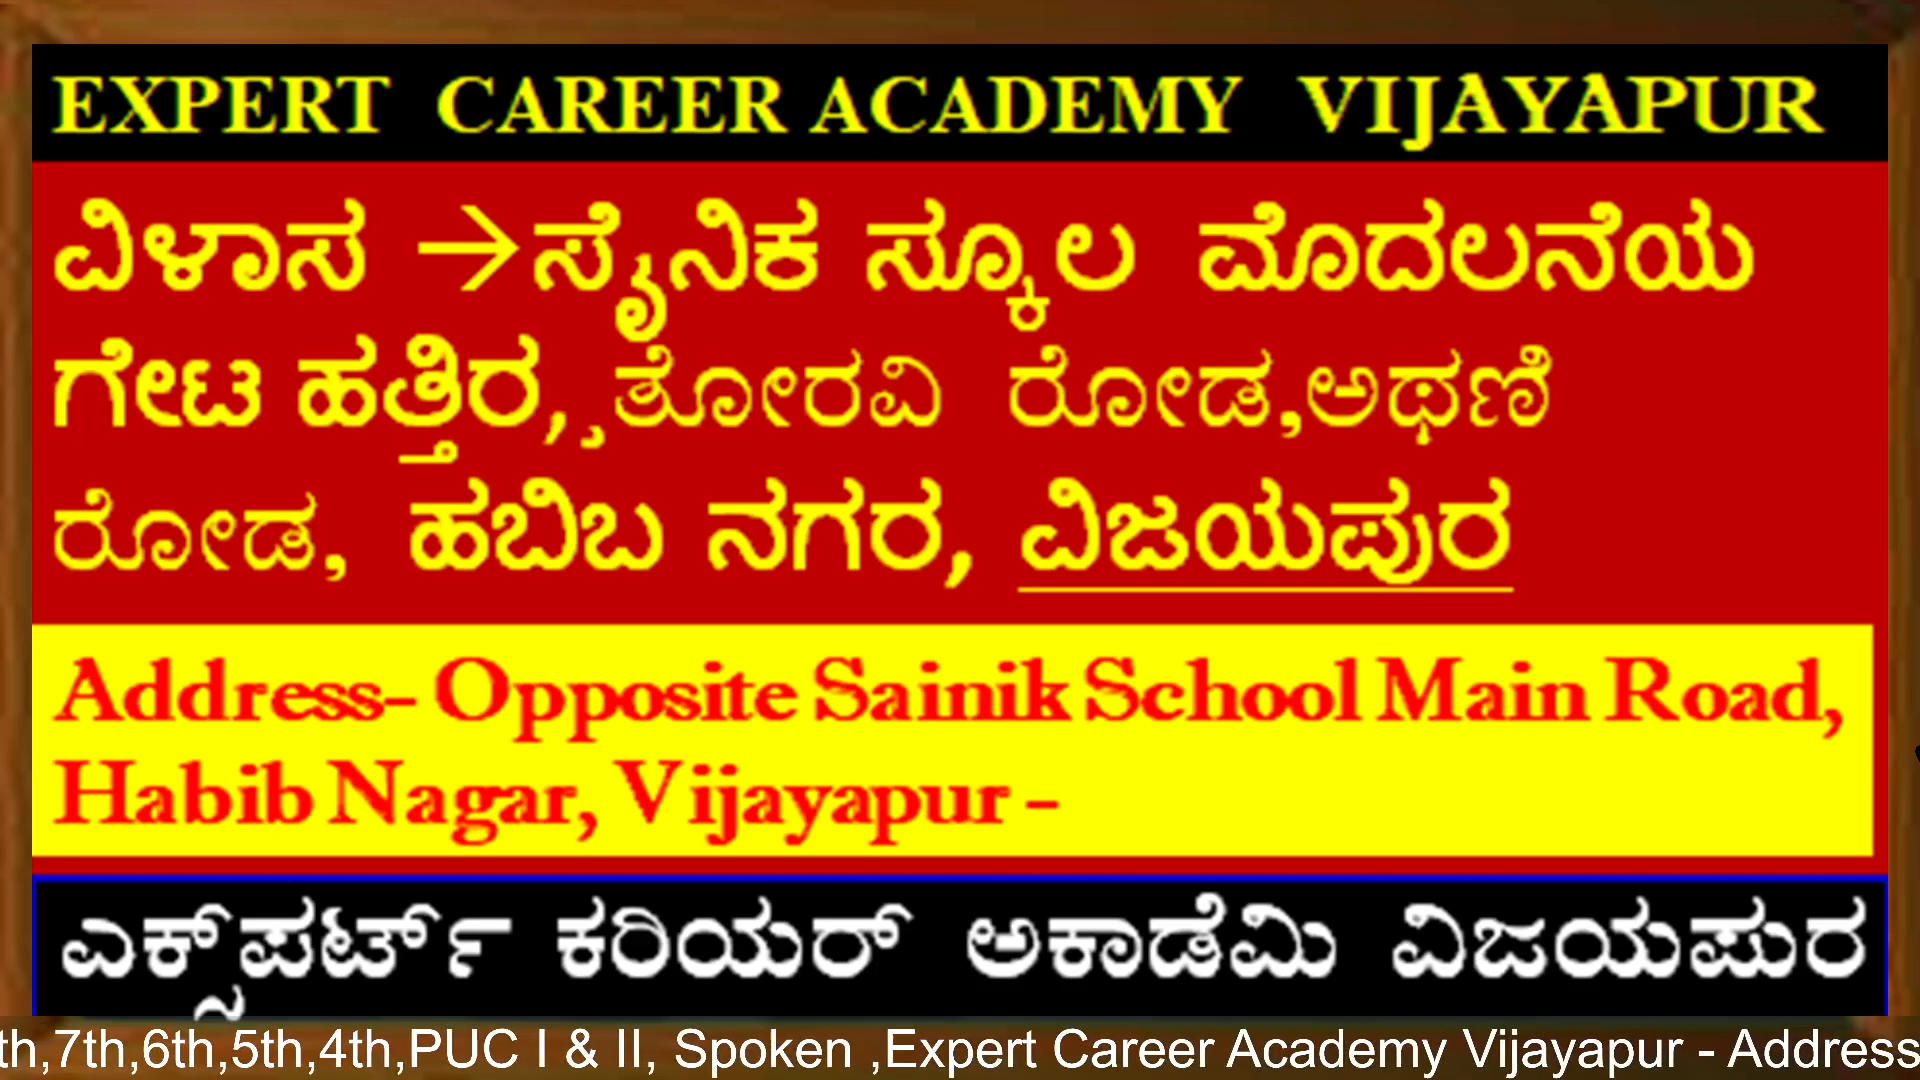 EXPERT CAREER ACADEMY VIJAYAPUR
ವಿಳಾಸ →ಸೈನಿಕ ಸ್ಕೂಲ ಮೊದಲನೆಯ
ಗೇಟ ಹತ್ತಿರ,,ತೋರವಿ ರೋಡ,ಅಥಣಿ
ರೋಡ, ಹಬಿಬ ನಗರ, ವಿಜಯಪುರ
Address- Opposite Sainik School Main Road,
Habib Nagar, Vijayapur -
ಎಕ್ಸ್‌ಪರ್ಟ್ ಕರಿಯರ್ ಅಕಾಡೆಮಿ ವಿಜಯಪುರ
th,7th,6th,5th,4th,PUC I & II, Spoken ,Expert Career Academy Vijayapur - Address